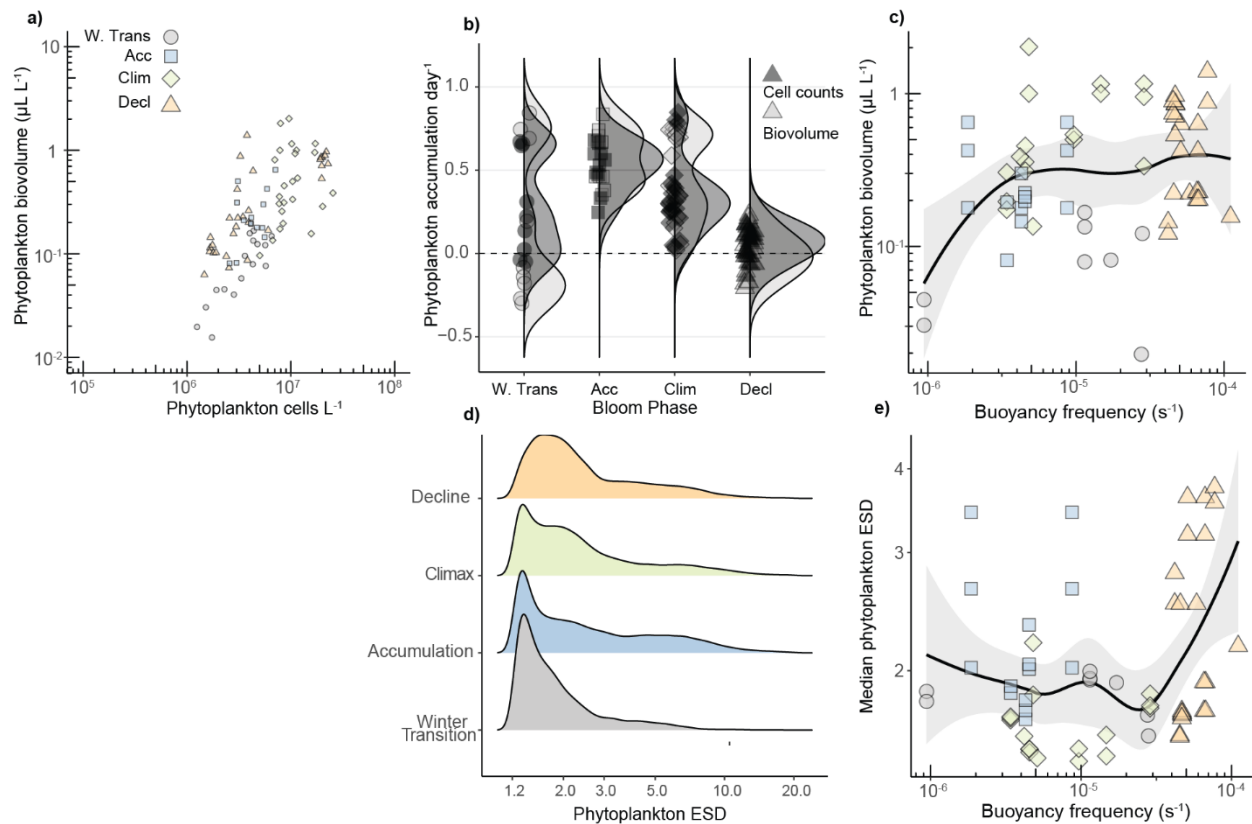 a)
W. Trans
Acc
Clim
Decl
Phytoplankton biovolume (µL L⁻¹)
10
1
10⁻¹
10⁻²
10⁵
10⁶
10⁷
10⁸
Phytoplankton cells L⁻¹
b)
Phytoplankotn accumulation day⁻¹
1.0
0.5
0.0
−0.5
Cell counts
Biovolume
W. Trans
Acc
Clim
Decl
Bloom Phase
c)
Phytoplankton biovolume (µL L⁻¹)
1
10⁻¹
10⁻⁶
10⁻⁵
10⁻⁴
Buoyancy frequency (s⁻¹)
d)
Decline
Climax
Accumulation
Winter
Transition
1.2
2.0
3.0
5.0
10.0
20.0
Phytoplankton ESD
e)
Median phytoplankton ESD
4
3
2
10⁻⁶
10⁻⁵
10⁻⁴
Buoyancy frequency (s⁻¹)